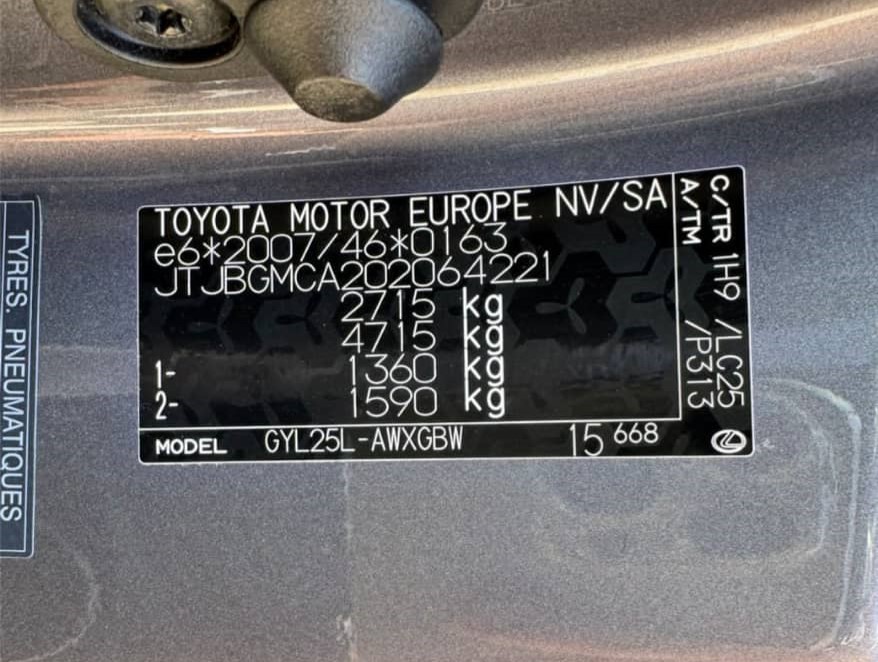 TOYOTA MOTOR EUROPE NV/SA
e6*2007/46*0163
JTJBGMCA202064221
2715 kg
4715 kg
1- 1360 kg
2- 1590 kg
MODEL GYL25L-AWXGBW 15 668
C/TR 1H9 /LC25
A/TM /P313
TYRES. PNEUMATIQUES